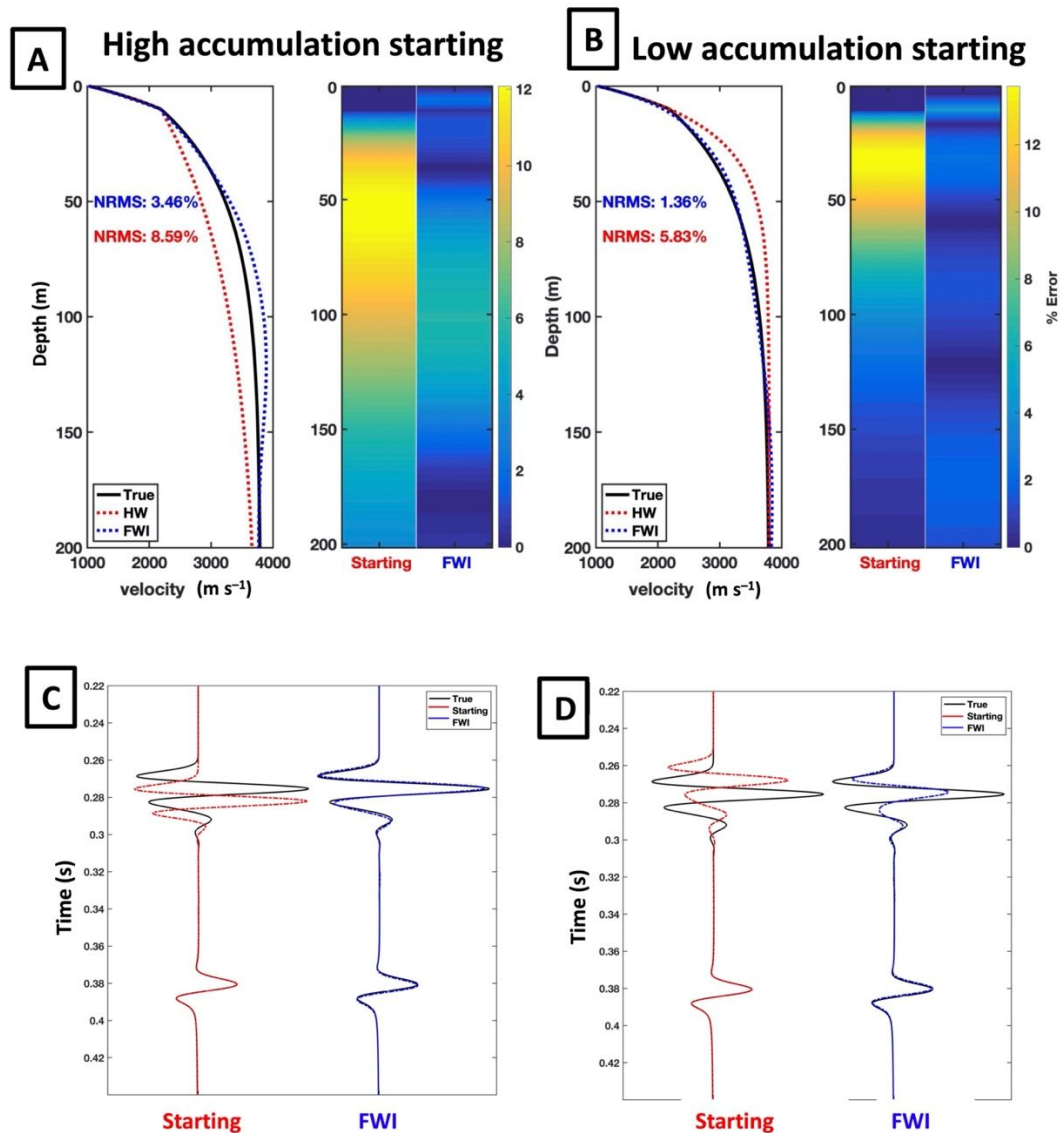 A
High accumulation starting
0
50
100
150
200
Depth (m)
NRMS: 3.46%
NRMS: 8.59%
True
HW
FWI
1000
2000
3000
4000
velocity (m s⁻¹)
0
50
100
150
200
Starting
FWI
12
10
8
6
4
2
0
B
Low accumulation starting
0
50
100
150
200
Depth (m)
NRMS: 1.36%
NRMS: 5.83%
True
HW
FWI
1000
2000
3000
4000
velocity (m s⁻¹)
0
50
100
150
200
Starting
FWI
12
10
8
6
4
2
0
% Error
C
0.22
0.24
0.26
0.28
0.3
0.32
0.34
0.36
0.38
0.4
0.42
Time (s)
True
Starting
FWI
Starting
FWI
D
0.22
0.24
0.26
0.28
0.3
0.32
0.34
0.36
0.38
0.4
0.42
Time (s)
True
Starting
FWI
Starting
FWI